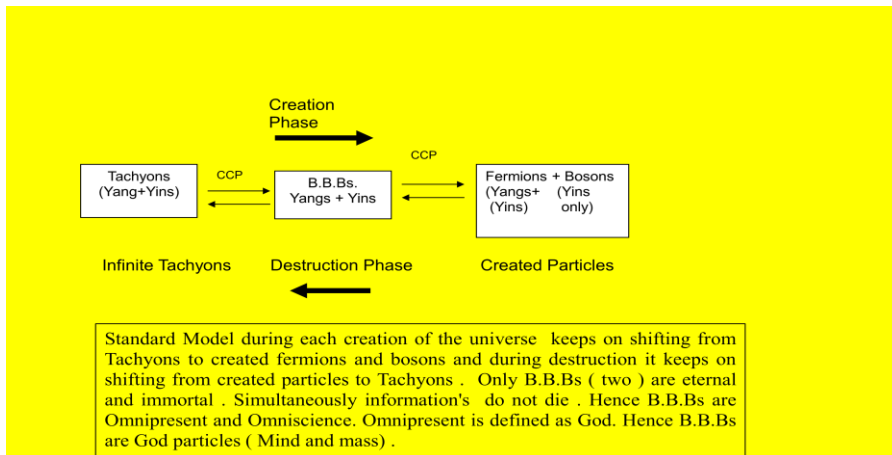 Creation
Phase
CCP
Tachyons
(Yang+Yins)
CCP
B.B.Bs.
Yangs + Yins
Fermions + Bosons
(Yangs+ (Yins
(Yins) only)
Infinite Tachyons
Destruction Phase
Created Particles
Standard Model during each creation of the universe keeps on shifting from
Tachyons to created fermions and bosons and during destruction it keeps on
shifting from created particles to Tachyons . Only B.B.Bs ( two ) are eternal
and immortal . Simultaneously information's do not die . Hence B.B.Bs are
Omnipresent and Omniscience. Omnipresent is defined as God. Hence B.B.Bs
are God particles ( Mind and mass) .